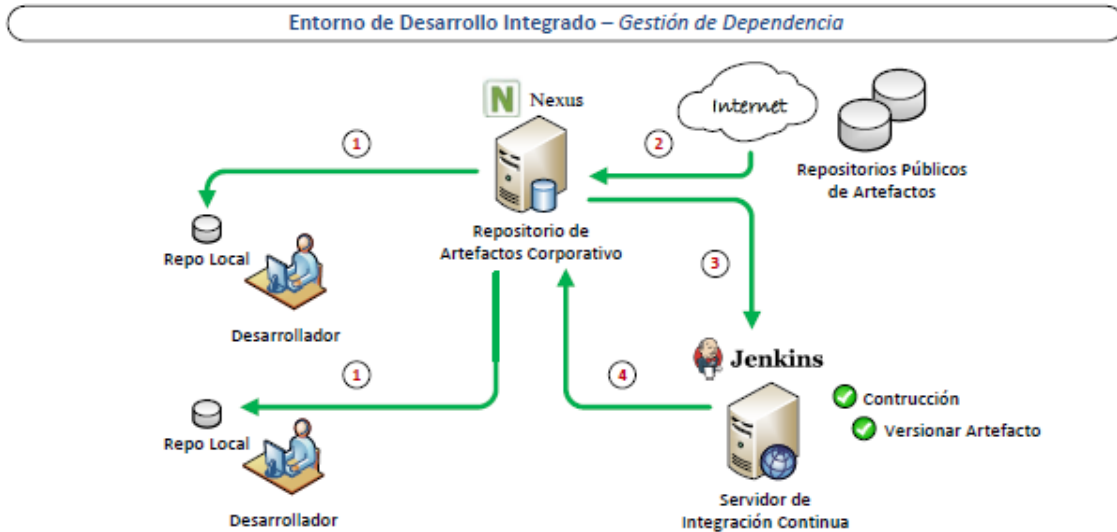 Entorno de Desarrollo Integrado – Gestión de Dependencia
N Nexus
Internet
1
2
Repositorios Públicos
de Artefactos
Repo Local
Repositorio de
Artefactos Corporativo
3
Desarrollador
Jenkins
1
4
Contrucción
Versionar Artefacto
Repo Local
Desarrollador
Servidor de
Integración Continua